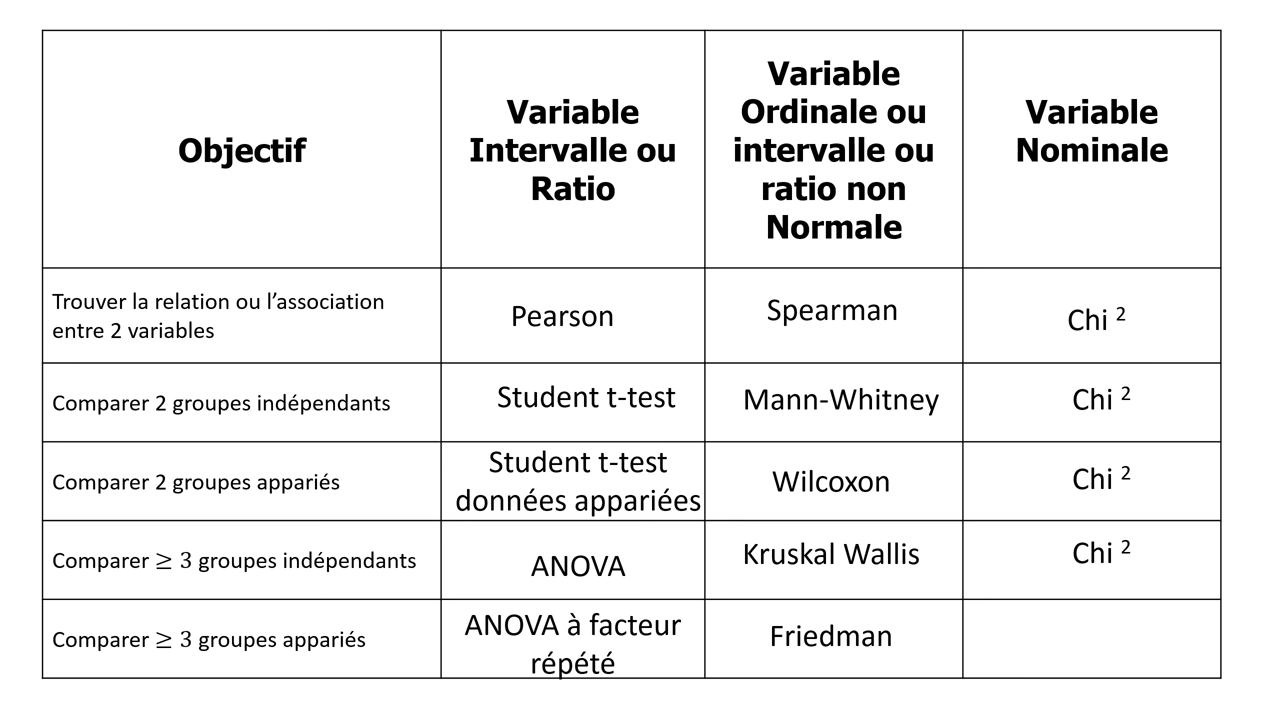 Objectif
Variable
Intervalle ou
Ratio
Variable
Ordinale ou
intervalle ou
ratio non
Normale
Variable
Nominale
Trouver la relation ou l’association
entre 2 variables
Pearson
Spearman
Chi ²
Comparer 2 groupes indépendants
Student t-test
Mann-Whitney
Chi ²
Comparer 2 groupes appariés
Student t-test
données appariées
Wilcoxon
Chi ²
Comparer ≥ 3 groupes indépendants
ANOVA
Kruskal Wallis
Chi ²
Comparer ≥ 3 groupes appariés
ANOVA à facteur
répété
Friedman